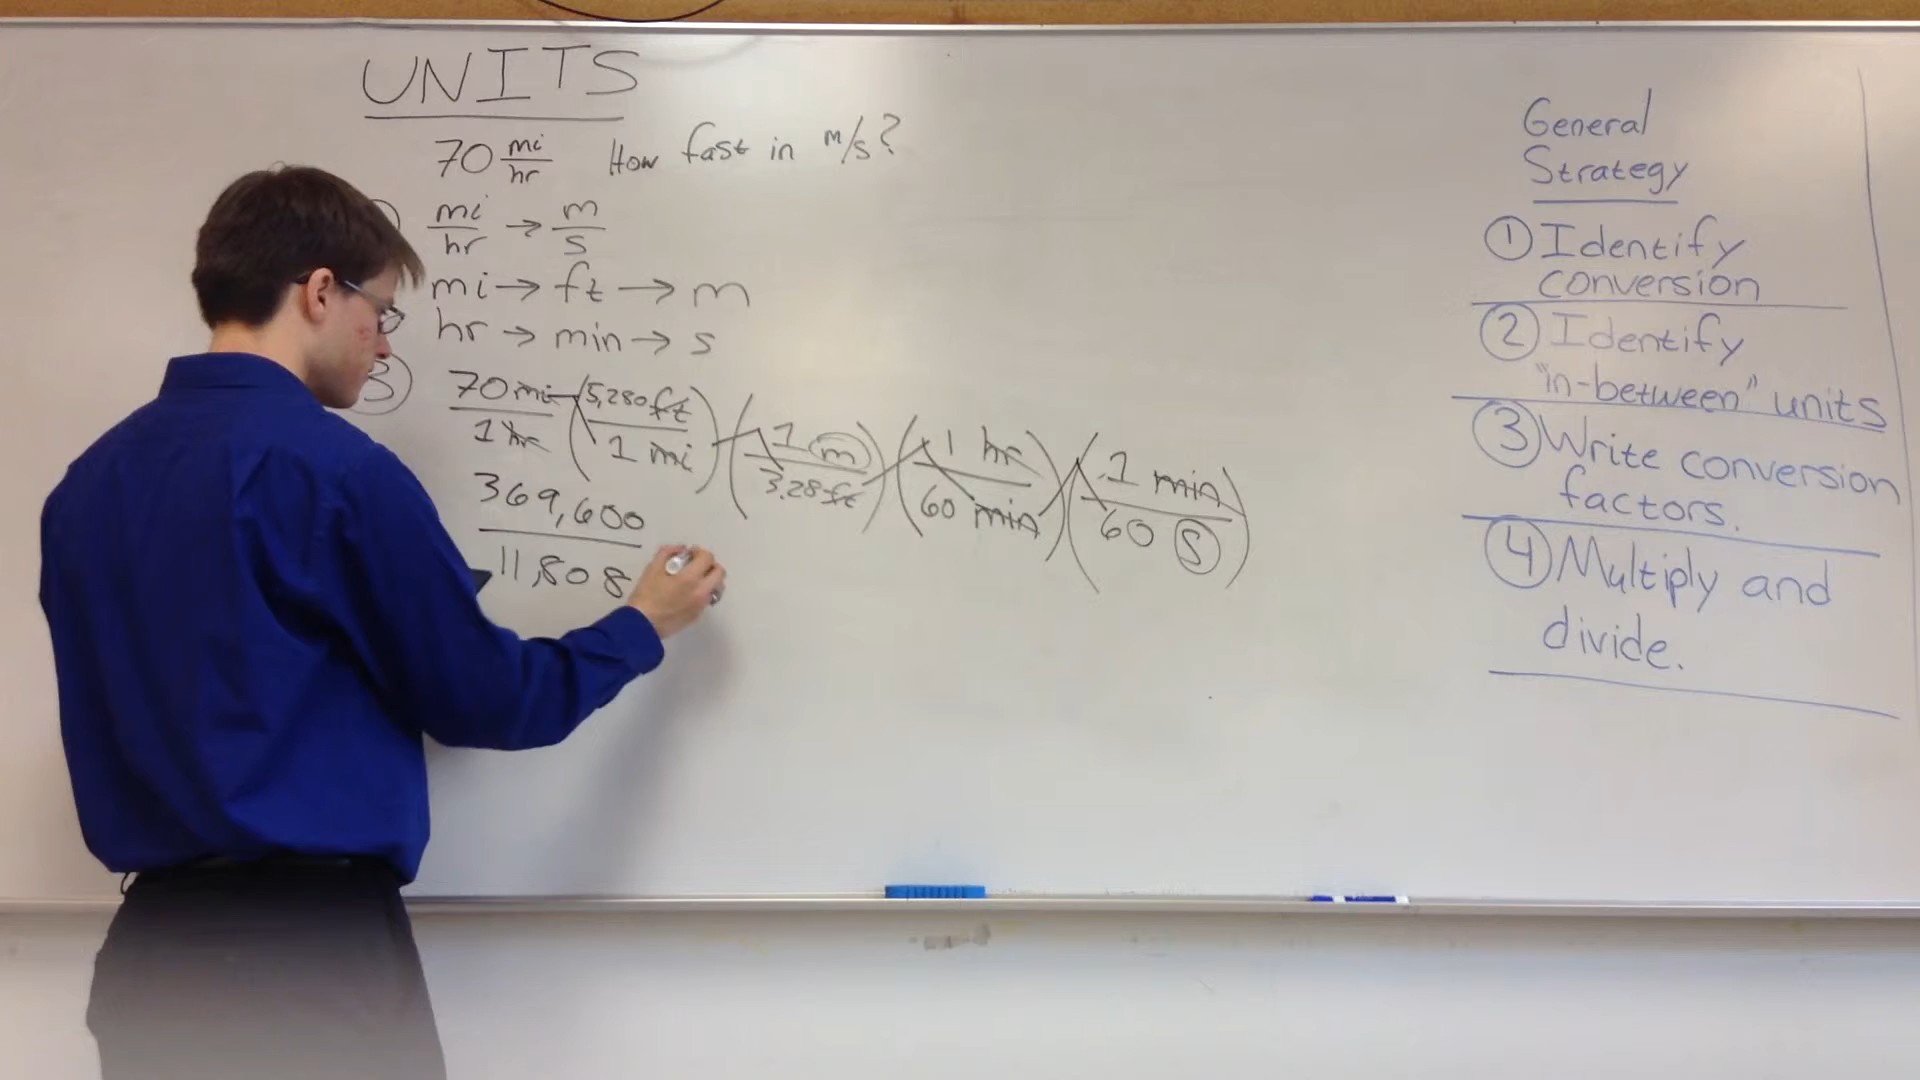 UNITS
70 mi/hr How fast in m/s?
mi/hr → m/s
mi → ft → m
hr → min → s
3 70 mi/1 hr (5,280 ft/1 mi) (1 m/3.28 ft) (1 hr/60 min) (1 min/60 s)
369,600
11,808
General
Strategy
1 Identify
conversion
2 Identify
"in-between" units
3 Write conversion
factors.
4 Multiply and
divide.